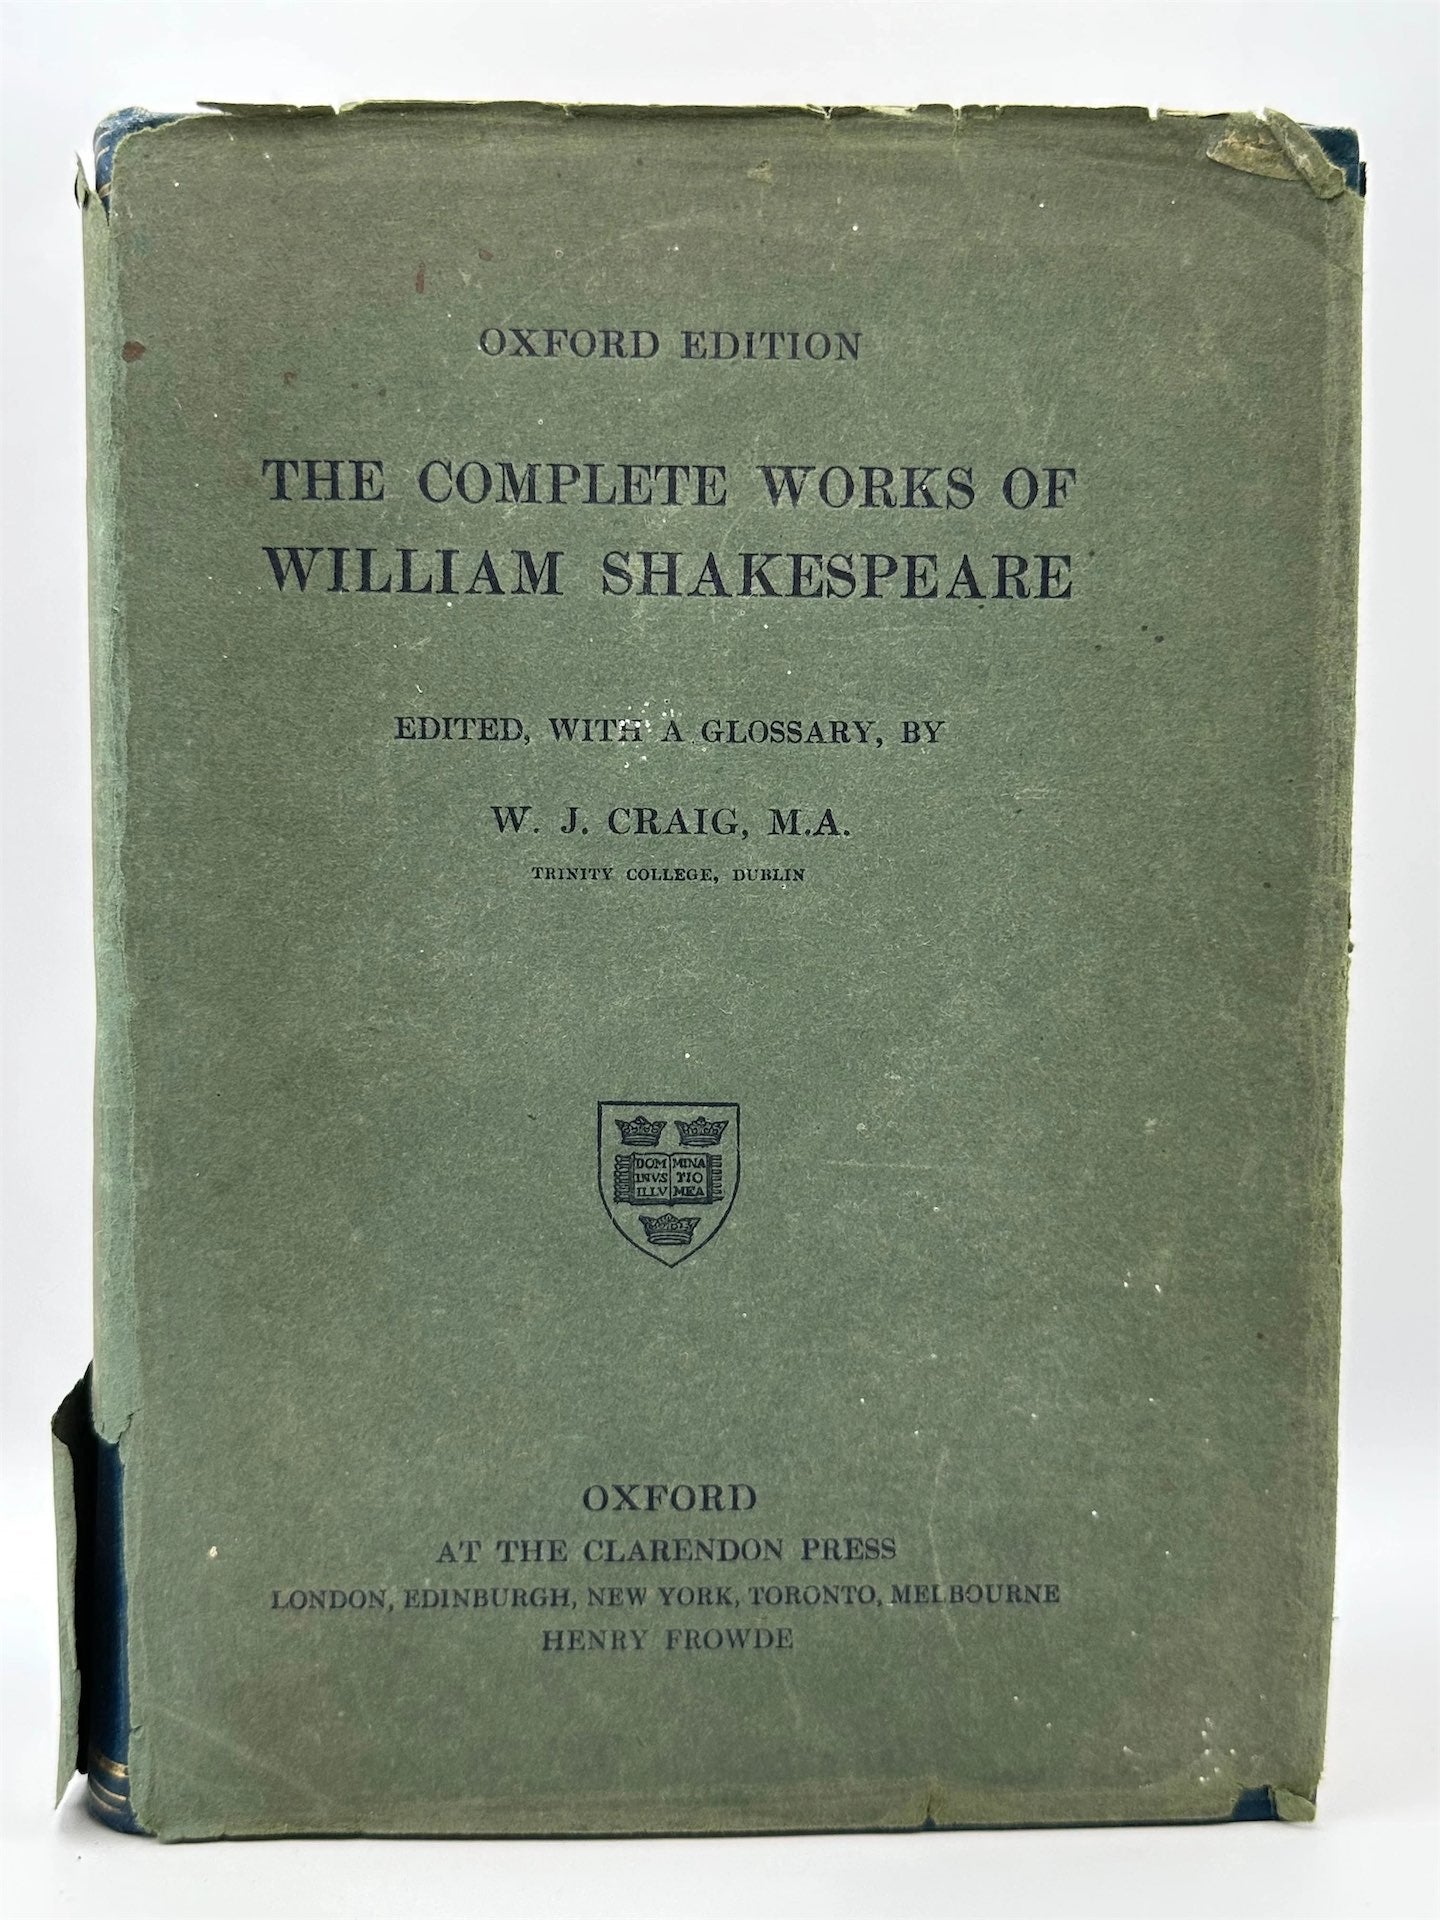 OXFORD EDITION
THE COMPLETE WORKS OF
WILLIAM SHAKESPEARE
EDITED, WITH A GLOSSARY, BY
W. J. CRAIG, M.A.
TRINITY COLLEGE, DUBLIN
DOM MINA
INVS TIO
ILLV MEA
OXFORD
AT THE CLARENDON PRESS
LONDON, EDINBURGH, NEW YORK, TORONTO, MELBOURNE
HENRY FROWDE